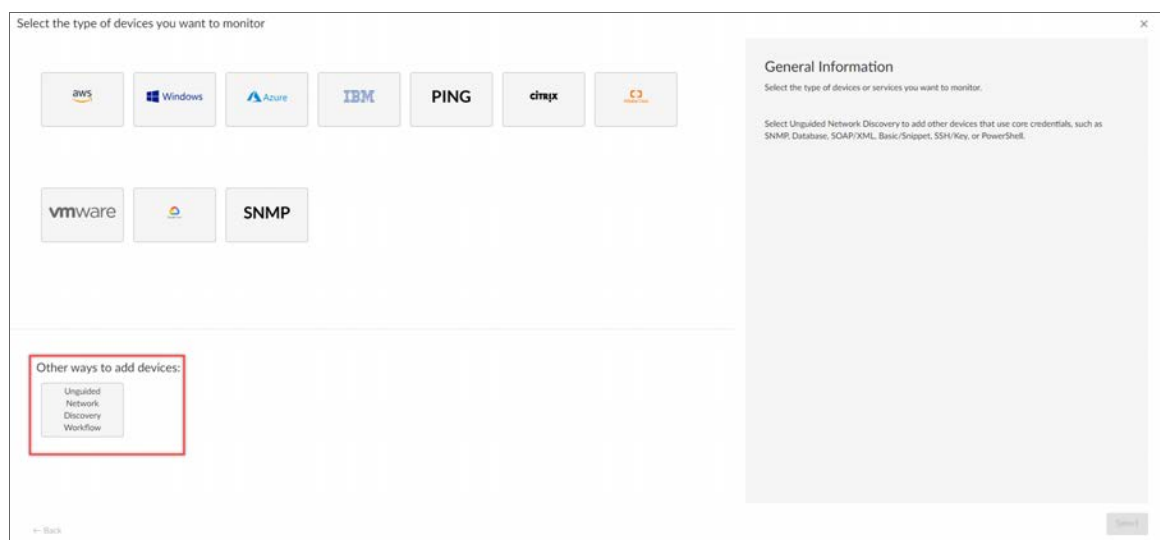 Select the type of devices you want to monitor
×
aws
Windows
Azure
IBM
PING
citrix
vmware
SNMP
Other ways to add devices:
Unguided
Network
Discovery
Workflow
← Back
General Information
Select the type of devices or services you want to monitor.
Select Unguided Network Discovery to add other devices that use core credentials, such as
SNMP, Database, SOAP/XML, Basic/Snippet, SSH/Key, or PowerShell.